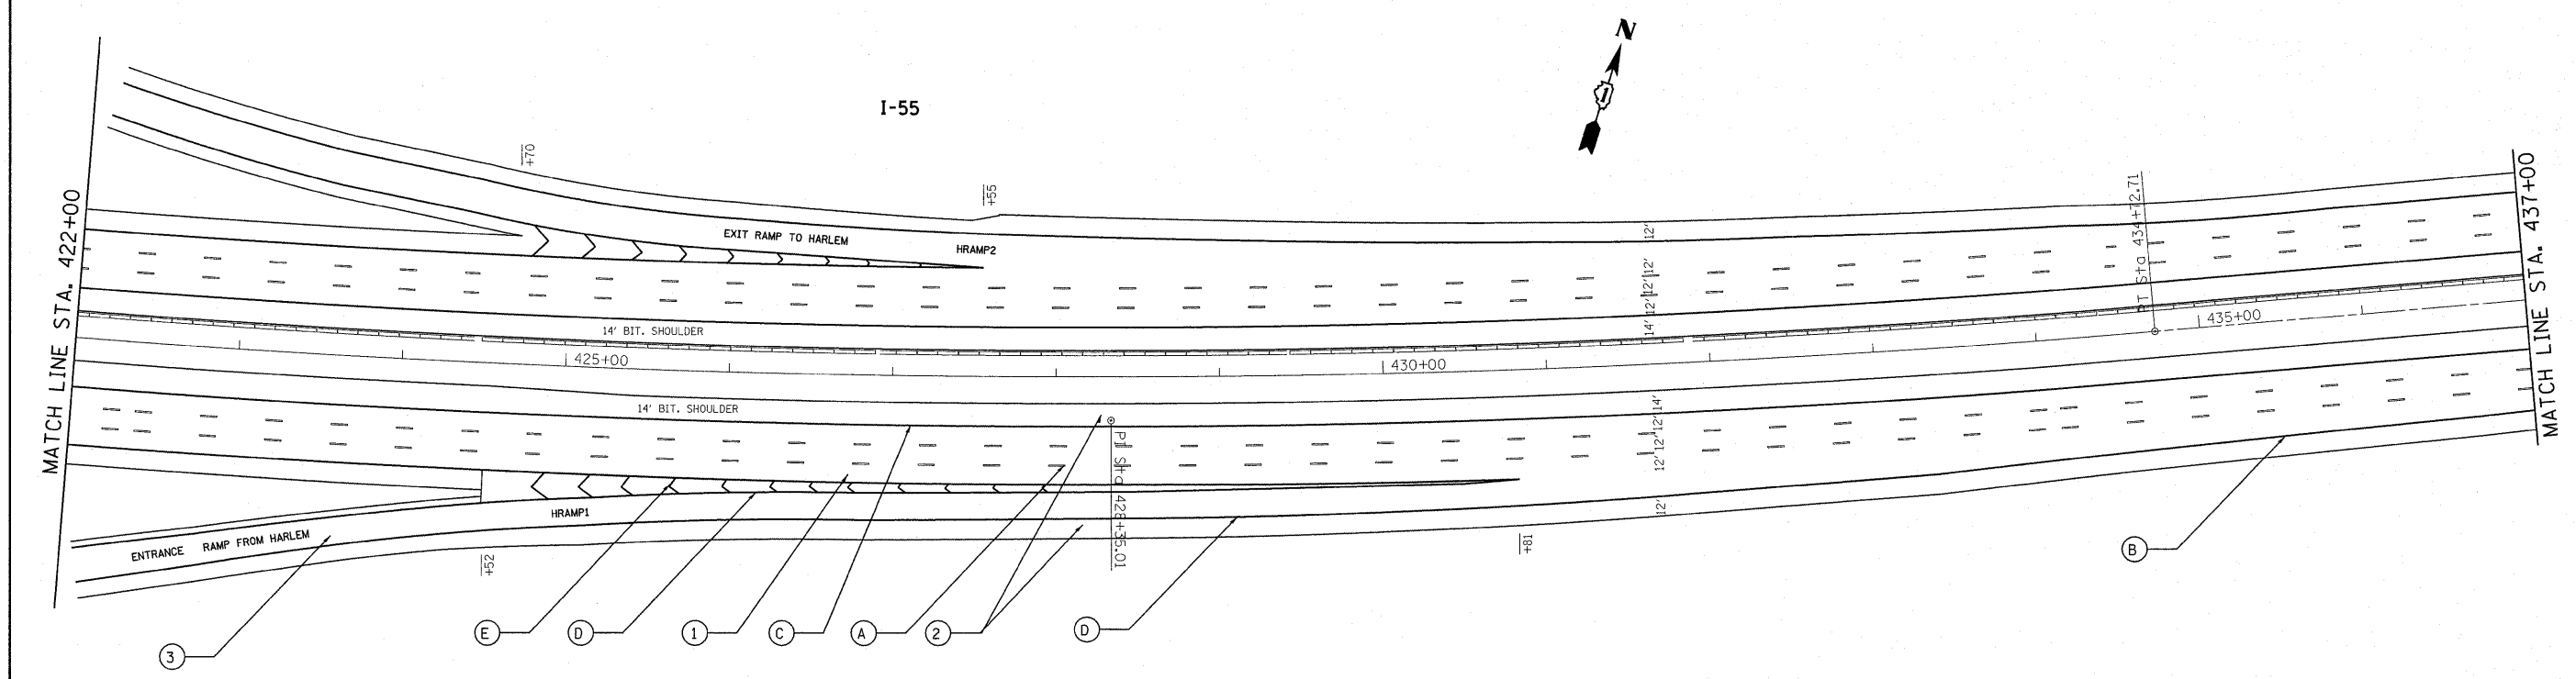 N
1
I-55
MATCH LINE STA. 422+00
MATCH LINE STA. 437+00
+70
+55
EXIT RAMP TO HARLEM
HRAMP2
12'
12'
12'
12'
14'
PT Sta 434+72.71
14' BIT. SHOULDER
425+00
430+00
435+00
14' BIT. SHOULDER
14'
12'
12'
12'
12'
PI Sta 428+35.01
HRAMP1
ENTRANCE RAMP FROM HARLEM
+52
+81
3
E
D
1
C
A
2
D
B